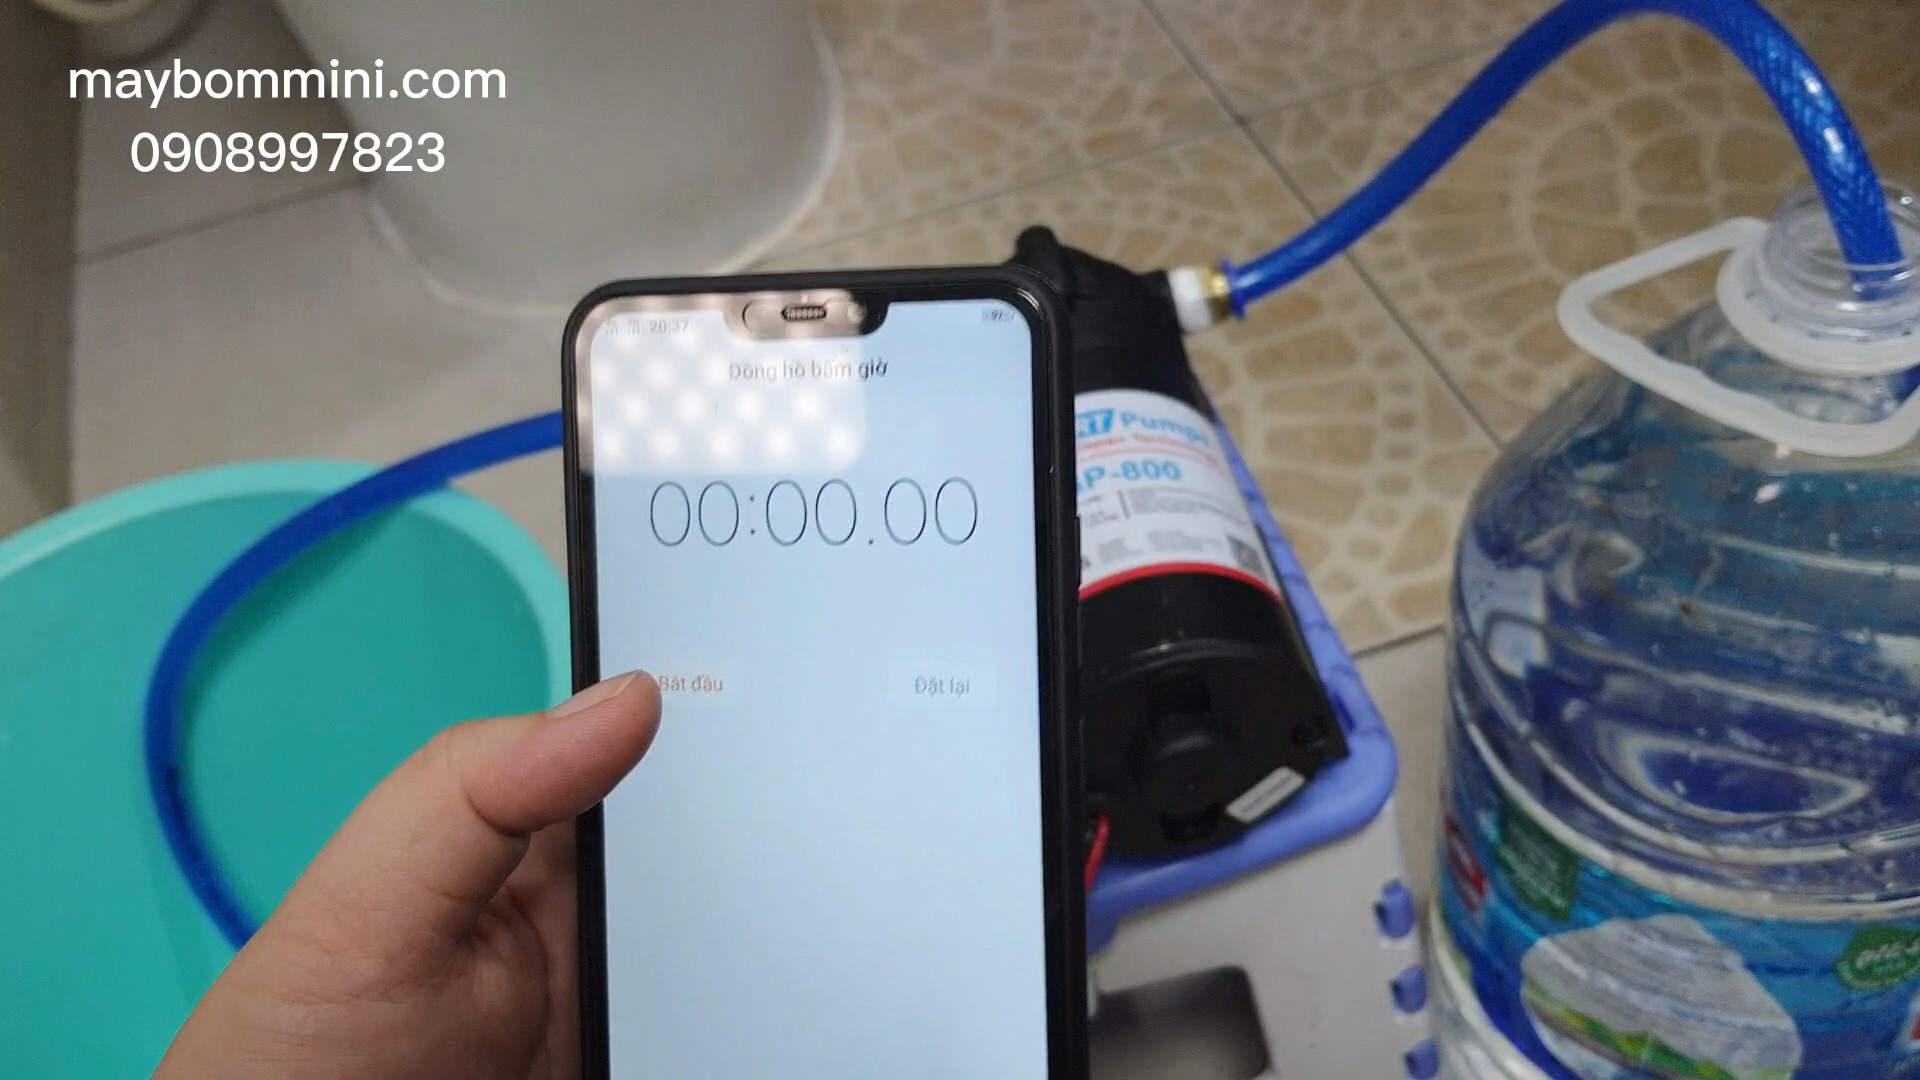 maybommini.com
0908997823
20:37
Đồng hồ bấm giờ
00:00.00
Bắt đầu
Đặt lại
Pumps
P-800